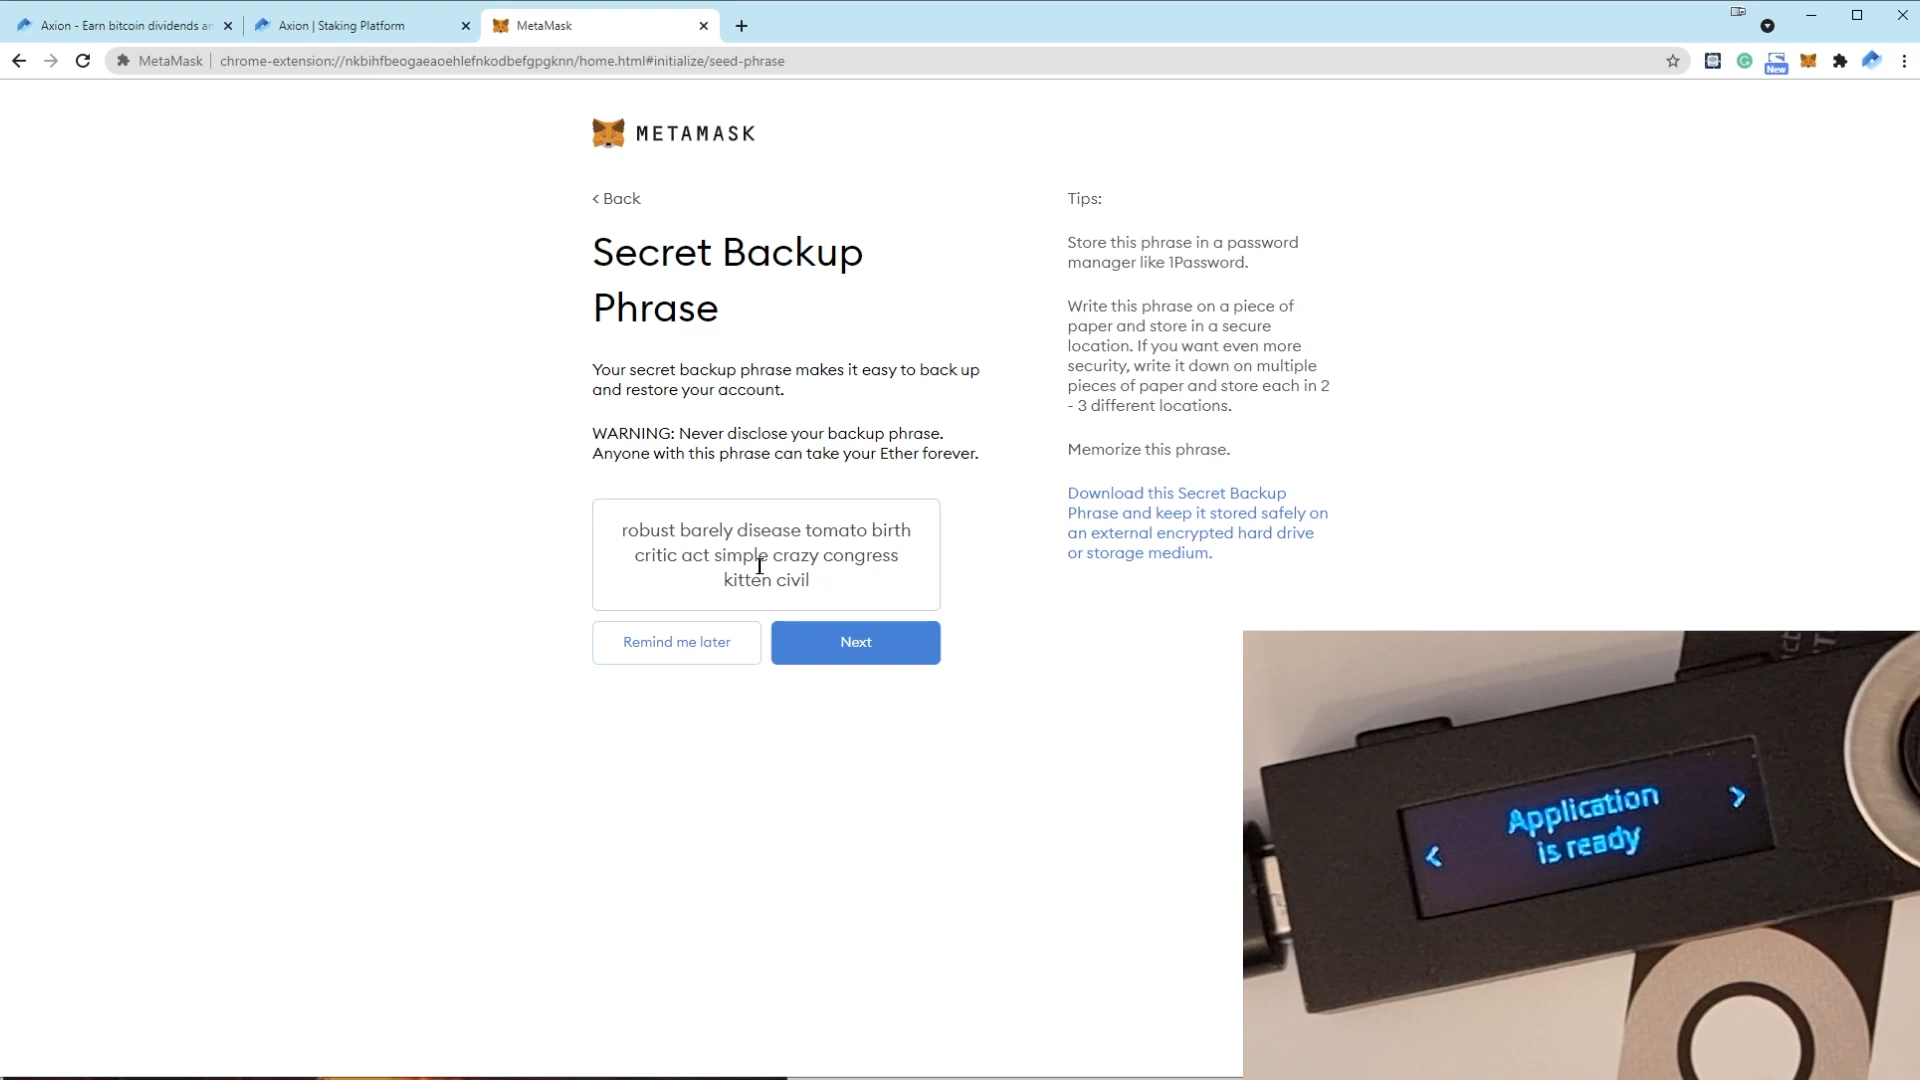 Axion - Earn bitcoin dividends a
Axion | Staking Platform
MetaMask
MetaMask
chrome-extension://nkbihfbeogaeaoehlefnkodbefgpgknn/home.html#initialize/seed-phrase
New
METAMASK
< Back
Secret Backup
Phrase
Your secret backup phrase makes it easy to back up
and restore your account.
WARNING: Never disclose your backup phrase.
Anyone with this phrase can take your Ether forever.
robust barely disease tomato birth
critic act simple crazy congress
kitten civil
Remind me later
Next
Tips:
Store this phrase in a password
manager like 1Password.
Write this phrase on a piece of
paper and store in a secure
location. If you want even more
security, write it down on multiple
pieces of paper and store each in 2
- 3 different locations.
Memorize this phrase.
Download this Secret Backup
Phrase and keep it stored safely on
an external encrypted hard drive
or storage medium.
Application
is ready